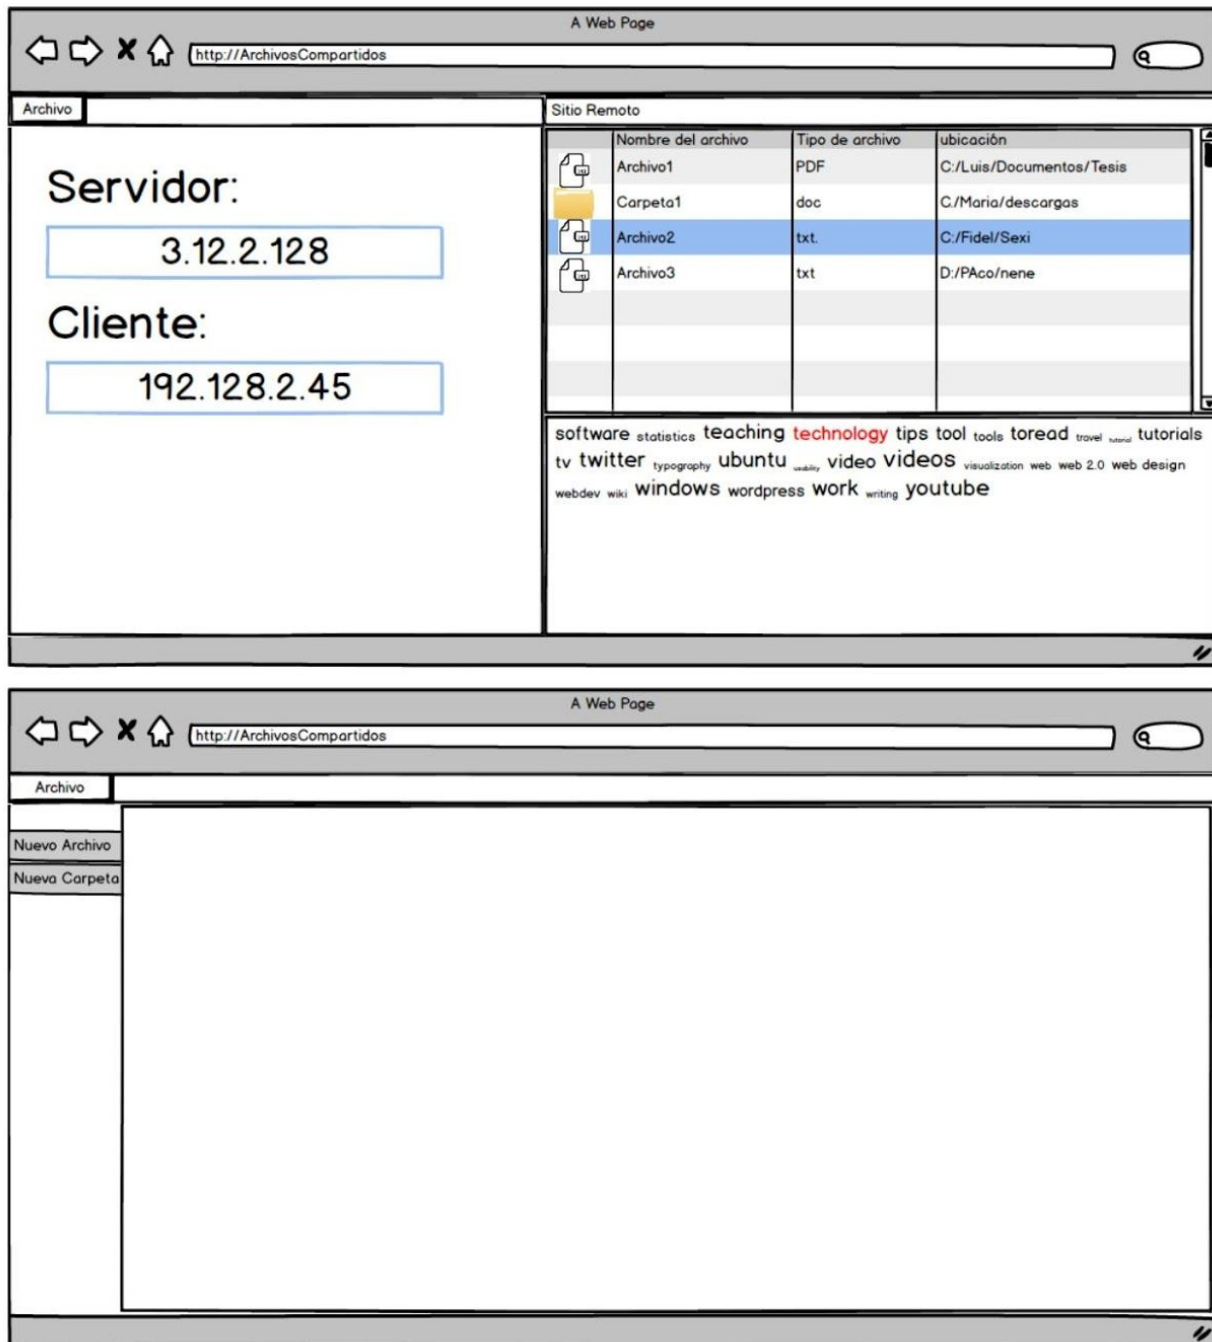 A Web Page
http://ArchivosCompartidos
Archivo
Servidor:
3.12.2.128
Cliente:
192.128.2.45
Sitio Remoto
Nombre del archivo Tipo de archivo ubicación
Archivo1 PDF C:/Luis/Documentos/Tesis
Carpeta1 doc C./Maria/descargas
Archivo2 txt. C:/Fidel/Sexi
Archivo3 txt D:/PAco/nene
software statistics teaching technology tips tool tools toread travel tutorial tutorials
tv twitter typography ubuntu usability video videos visualization web web 2.0 web design
webdev wiki windows wordpress work writing youtube
A Web Page
http://ArchivosCompartidos
Archivo
Nuevo Archivo
Nueva Carpeta